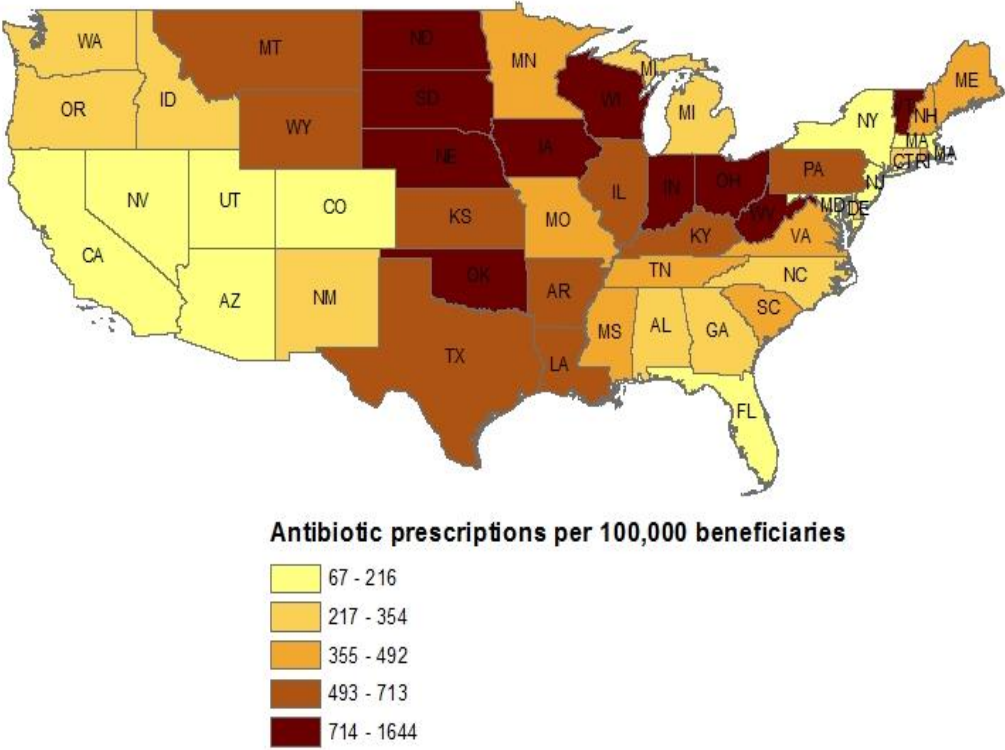 WA
MT
ND
MN
ME
OR
ID
SD
WI
MI
MI
VT
NH
NY
WY
MA
MA
CT
RI
NE
IA
PA
NJ
NV
UT
CO
KS
MO
IL
IN
OH
WV
MD
DE
VA
KY
CA
AZ
NM
OK
AR
TN
NC
SC
MS
AL
GA
TX
LA
FL
Antibiotic prescriptions per 100,000 beneficiaries
67 - 216
217 - 354
355 - 492
493 - 713
714 - 1644